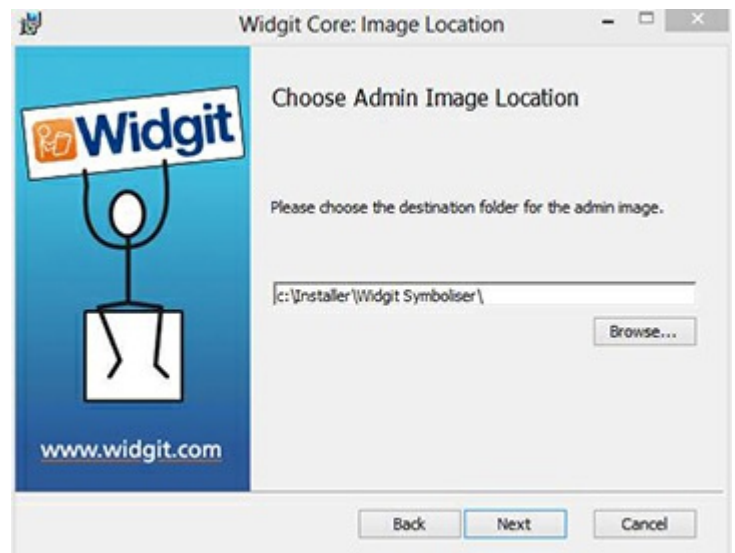 Widgit Core: Image Location
Widgit
Choose Admin Image Location
Please choose the destination folder for the admin image.
c:\Installer\Widgit Symboliser\
Browse...
www.widgit.com
Back Next Cancel